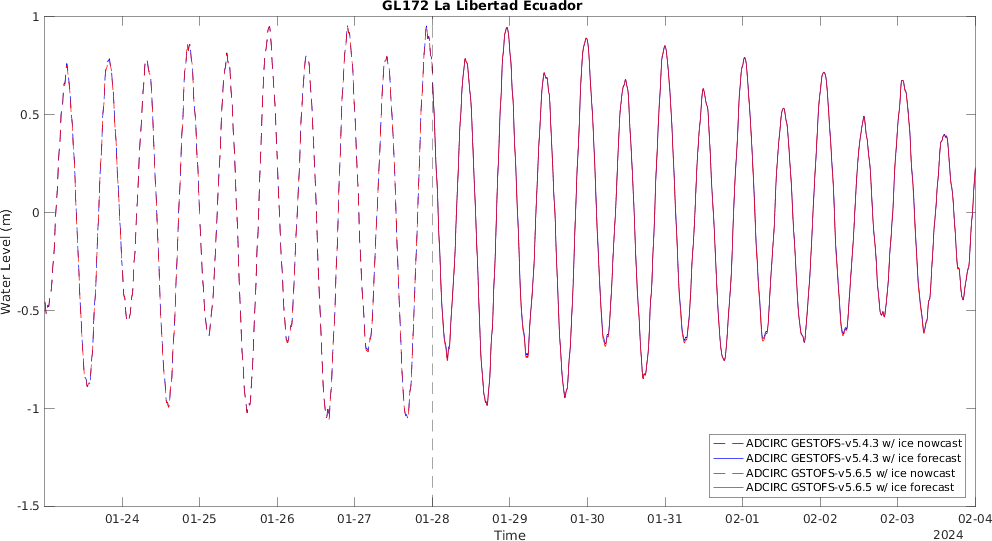 GL172 La Libertad Ecuador
1
0.5
0
-0.5
-1
-1.5
Water Level (m)
01-24 01-25 01-26 01-27 01-28 01-29 01-30 01-31 02-01 02-02 02-03 02-04
Time
2024
ADCIRC GESTOFS-v5.4.3 w/ ice nowcast
ADCIRC GESTOFS-v5.4.3 w/ ice forecast
ADCIRC GSTOFS-v5.6.5 w/ ice nowcast
ADCIRC GSTOFS-v5.6.5 w/ ice forecast